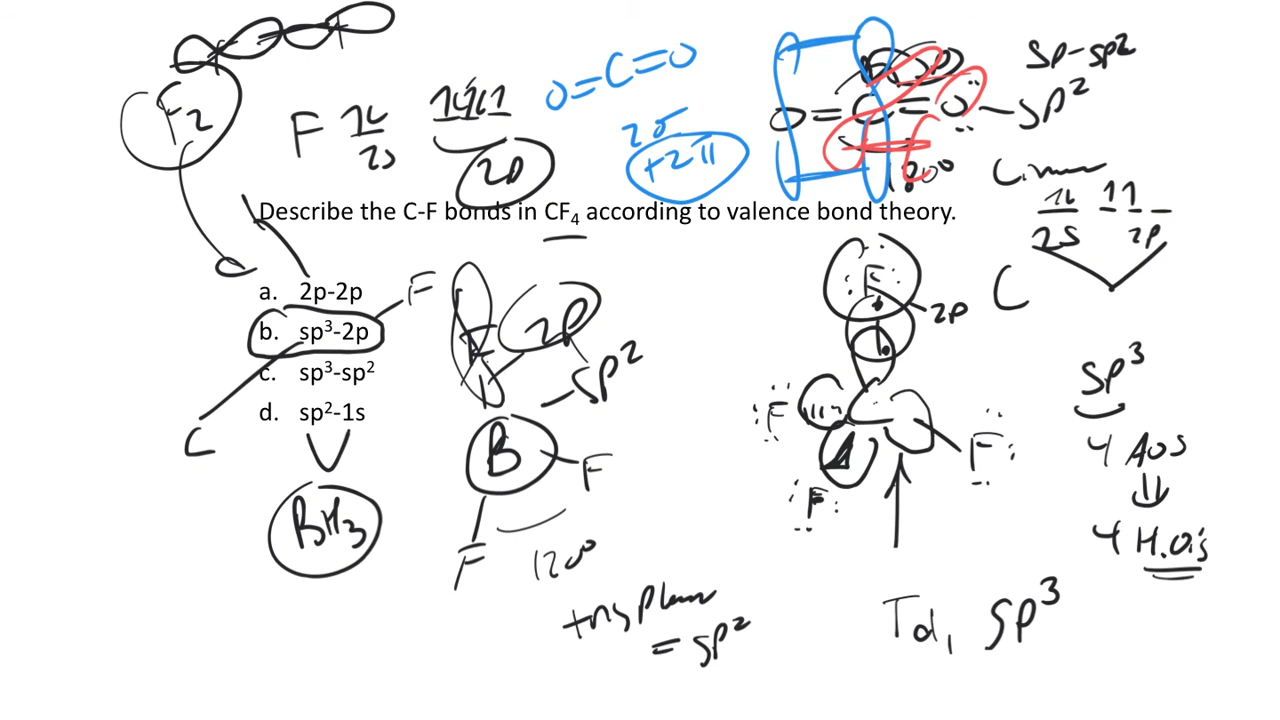 F2
F 1L 2s 2p
O=C=O
2σ
+2π
O=C=O
sp-sp²
sp²
180°
Describe the C-F bonds in CF₄ according to valence bond theory.
2s 2p
a. 2p-2p
b. sp³-2p
c. sp³-sp²
d. sp²-1s
F
C
BH₃
F
2p
sp²
B
F
F
120°
trig planar
= sp²
F
2p
F
F
F
C
sp³
4 AOs
4 H.O.'s
Td, sp³